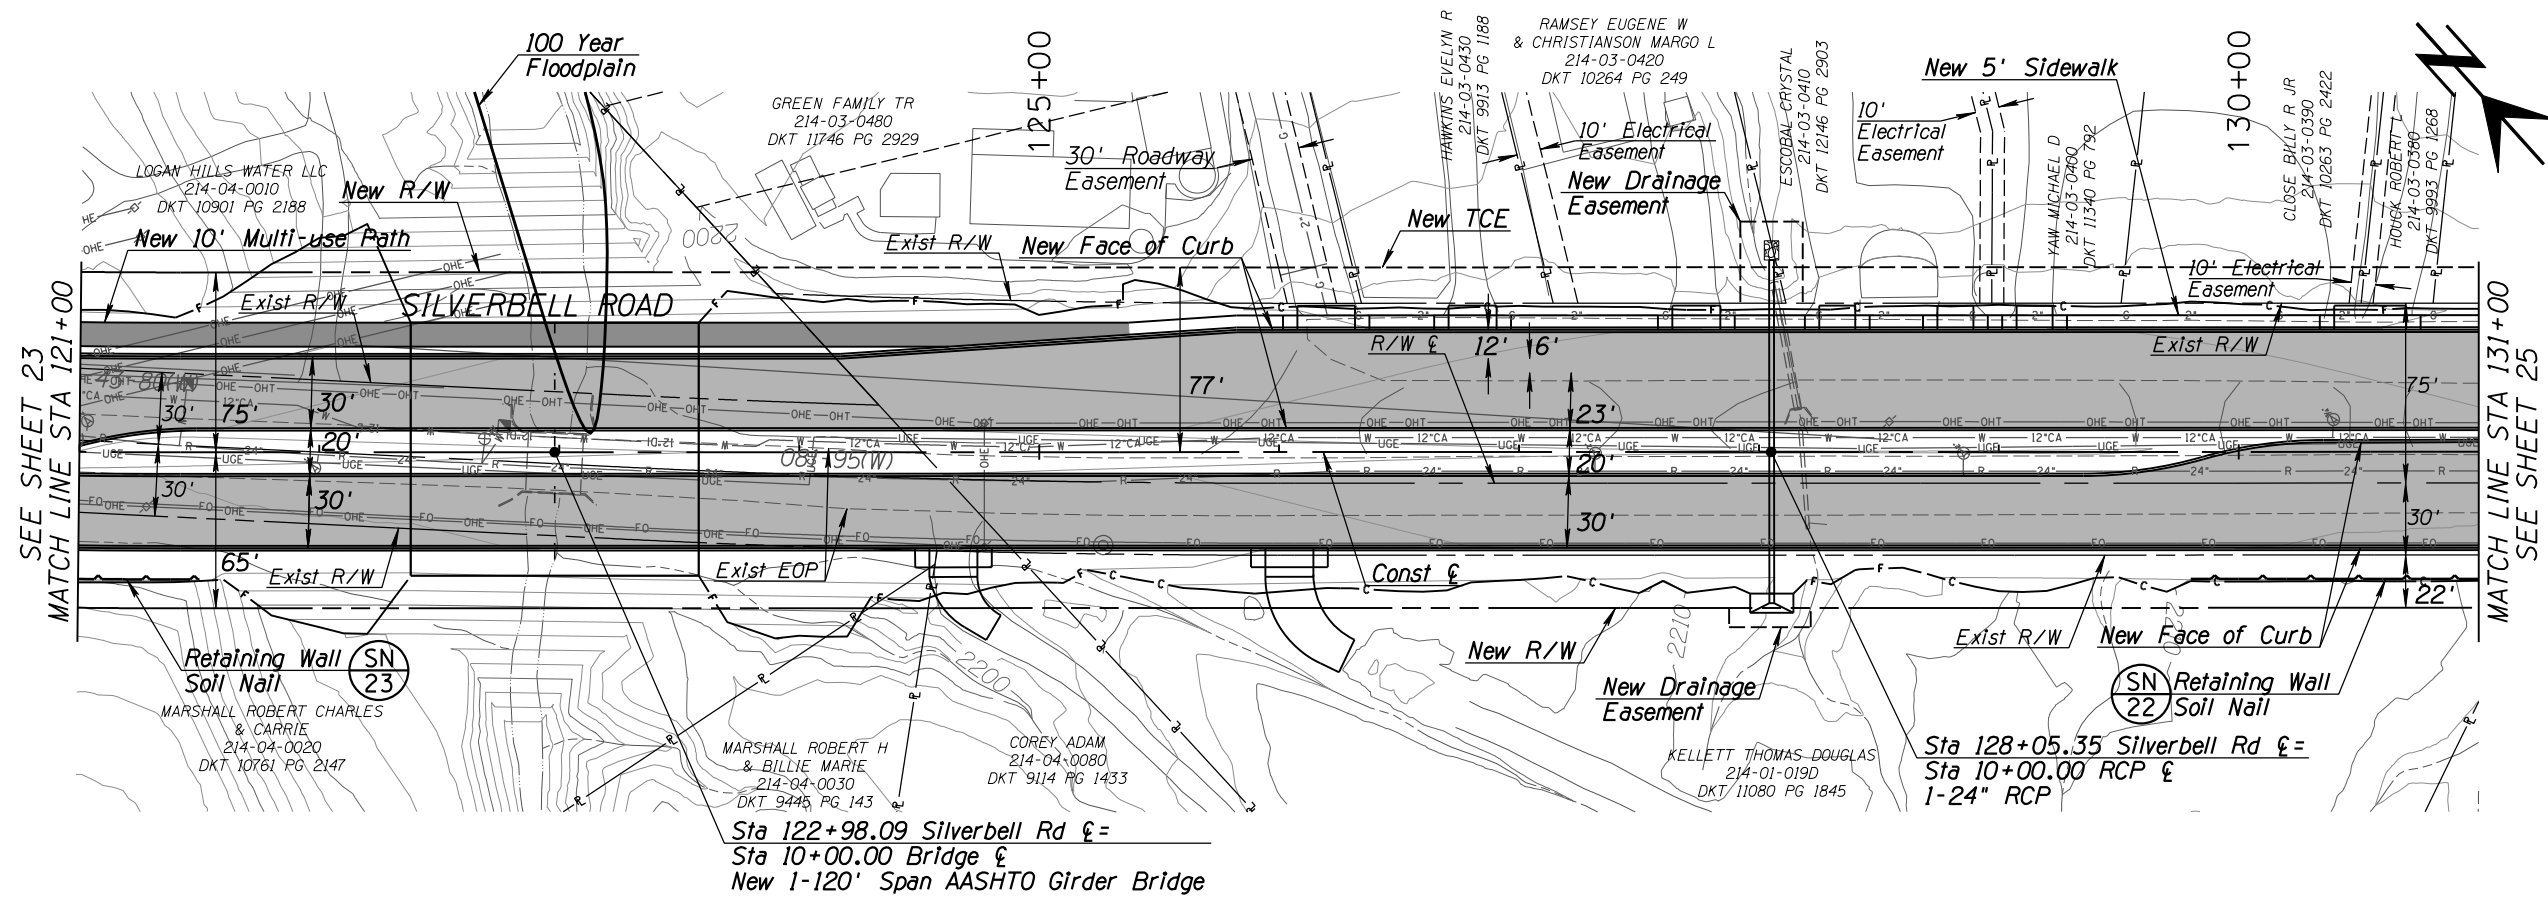 100 Year
Floodplain
125+00
130+00
GREEN FAMILY TR
214-03-0480
DKT 11746 PG 2929
HAWKINS EVELYN R
214-03-0430
DKT 9913 PG 1188
RAMSEY EUGENE W
& CHRISTIANSON MARGO L
214-03-0420
DKT 10264 PG 249
ESCOBAL CRYSTAL
214-03-0410
DKT 12146 PG 2903
New 5' Sidewalk
10'
Electrical
Easement
YAW MICHAEL D
214-03-0400
DKT 11340 PG 792
CLOSE BILLY R JR
214-03-0390
DKT 10263 PG 2422
HOUCK ROBERT L
214-03-0380
DKT 9993 PG 1268
LOGAN HILLS WATER LLC
214-04-0010
DKT 10901 PG 2188
New R/W
30' Roadway
Easement
10' Electrical
Easement
New Drainage
Easement
New TCE
New 10' Multi-use Path
2200
Exist R/W
New Face of Curb
10' Electrical
Easement
Exist R/W
SILVERBELL ROAD
R/W ℄
12'
6'
Exist R/W
SEE SHEET 23
MATCH LINE STA 121+00
MATCH LINE STA 131+00
SEE SHEET 25
30'
75'
30'
20'
77'
23'
20'
75'
30'
30'
30'
30'
65'
22'
OHE
OHT
UGE
12"CA
W
R
24"
FO
G
2"
F
C
Exist R/W
Exist EOP
Const ℄
New R/W
2210
Exist R/W
2220
New Face of Curb
Retaining Wall
Soil Nail
SN
23
MARSHALL ROBERT CHARLES
& CARRIE
214-04-0020
DKT 10761 PG 2147
2200
MARSHALL ROBERT H
& BILLIE MARIE
214-04-0030
DKT 9445 PG 143
COREY ADAM
214-04-0080
DKT 9114 PG 1433
New Drainage
Easement
KELLETT THOMAS DOUGLAS
214-01-019D
DKT 11080 PG 1845
SN
22
Retaining Wall
Soil Nail
Sta 128+05.35 Silverbell Rd ℄=
Sta 10+00.00 RCP ℄
1-24" RCP
Sta 122+98.09 Silverbell Rd ℄=
Sta 10+00.00 Bridge ℄
New 1-120' Span AASHTO Girder Bridge